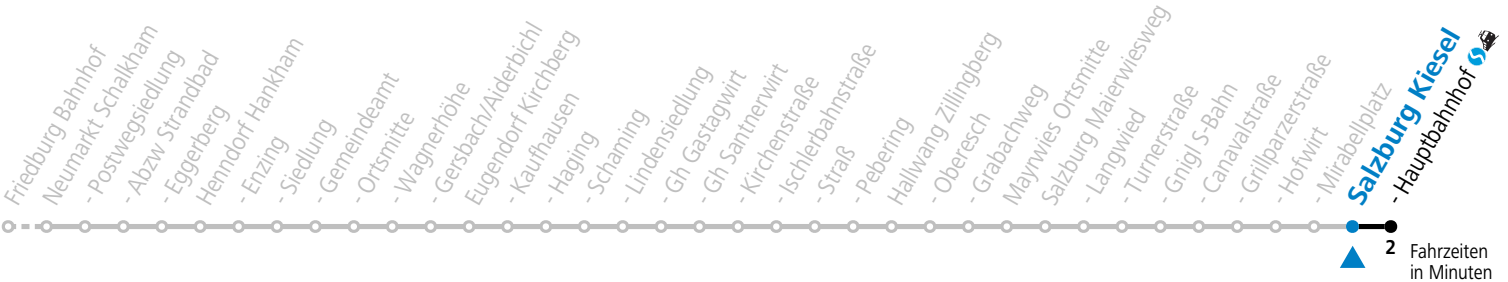 Friedburg Bahnhof
Neumarkt Schalkham
- Postwegsiedlung
- Abzw Strandbad
- Eggerberg
Henndorf Hankham
- Enzing
- Siedlung
- Gemeindeamt
- Ortsmitte
- Wagnerhöhe
- Gersbach/Aiderbichl
Eugendorf Kirchberg
- Kaufhausen
- Haging
- Schaming
- Lindensiedlung
- Gh Gastagwirt
- Gh Santnerwirt
- Kirchenstraße
- Ischlerbahnstraße
- Straß
- Pebering
Hallwang Zillingberg
- Oberesch
- Grabachweg
Mayrwies Ortsmitte
Salzburg Maierwiesweg
- Langwied
- Turnerstraße
- Gnigl S-Bahn
- Canavalstraße
- Grillparzerstraße
- Hofwirt
- Mirabellplatz
Salzburg Kiesel
- Hauptbahnhof
2
Fahrzeiten
in Minuten